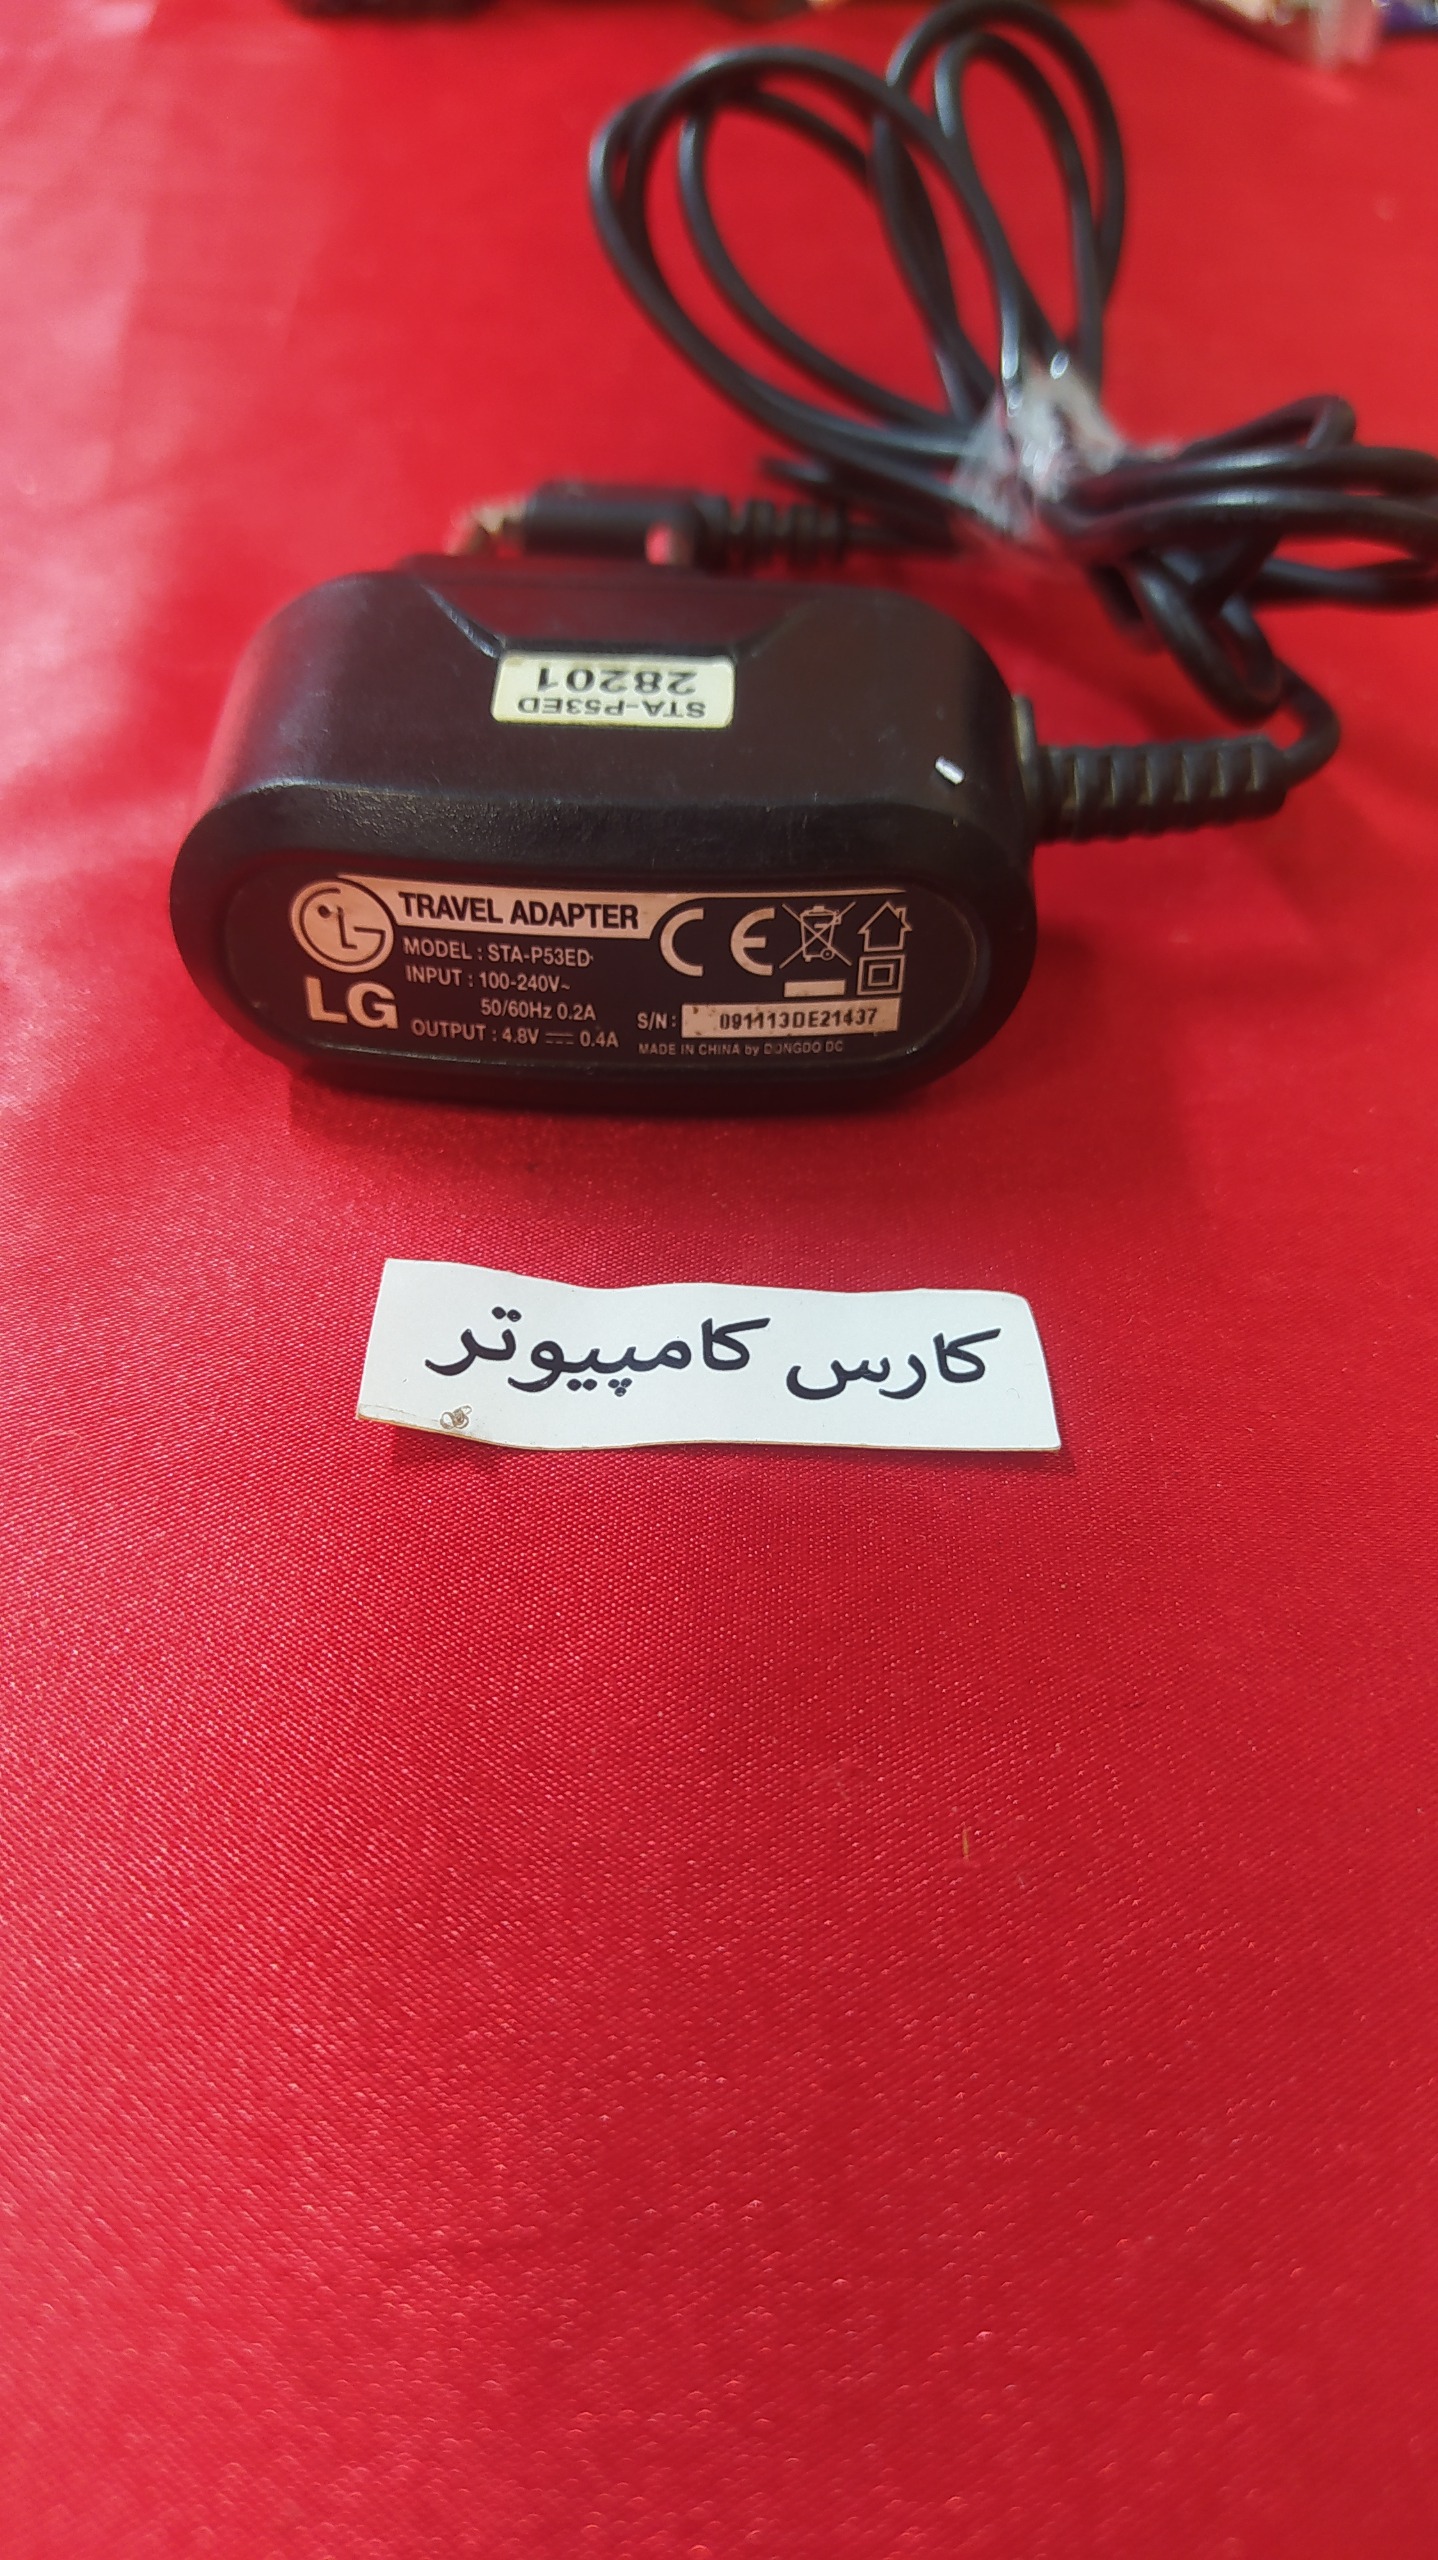 STA-P53ED
28201
TRAVEL ADAPTER
LG
MODEL : STA-P53ED
INPUT : 100-240V~
50/60Hz 0.2A
OUTPUT : 4.8V ⎓ 0.4A
CE
S/N : 091113DE21437
MADE IN CHINA by DONGDO DC
کارس کامپیوتر